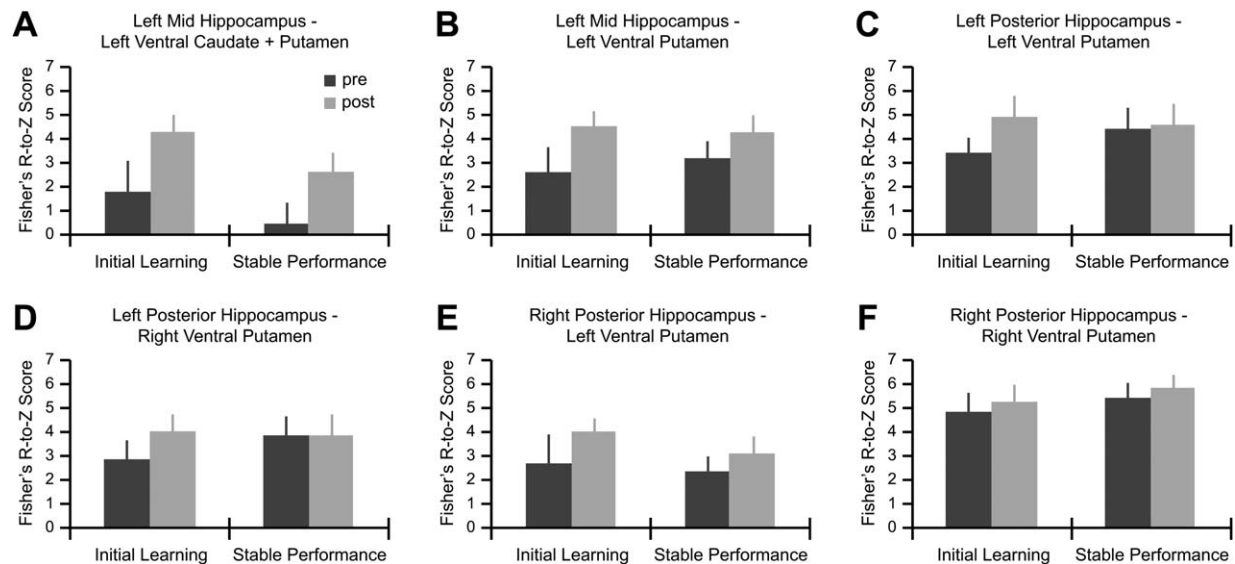 A
Left Mid Hippocampus -
Left Ventral Caudate + Putamen
Fisher's R-to-Z Score
7
6
5
4
3
2
1
0
pre
post
Initial Learning
Stable Performance
B
Left Mid Hippocampus -
Left Ventral Putamen
Fisher's R-to-Z Score
7
6
5
4
3
2
1
0
Initial Learning
Stable Performance
C
Left Posterior Hippocampus -
Left Ventral Putamen
Fisher's R-to-Z Score
7
6
5
4
3
2
1
0
Initial Learning
Stable Performance
D
Left Posterior Hippocampus -
Right Ventral Putamen
Fisher's R-to-Z Score
7
6
5
4
3
2
1
0
Initial Learning
Stable Performance
E
Right Posterior Hippocampus -
Left Ventral Putamen
Fisher's R-to-Z Score
7
6
5
4
3
2
1
0
Initial Learning
Stable Performance
F
Right Posterior Hippocampus -
Right Ventral Putamen
Fisher's R-to-Z Score
7
6
5
4
3
2
1
0
Initial Learning
Stable Performance